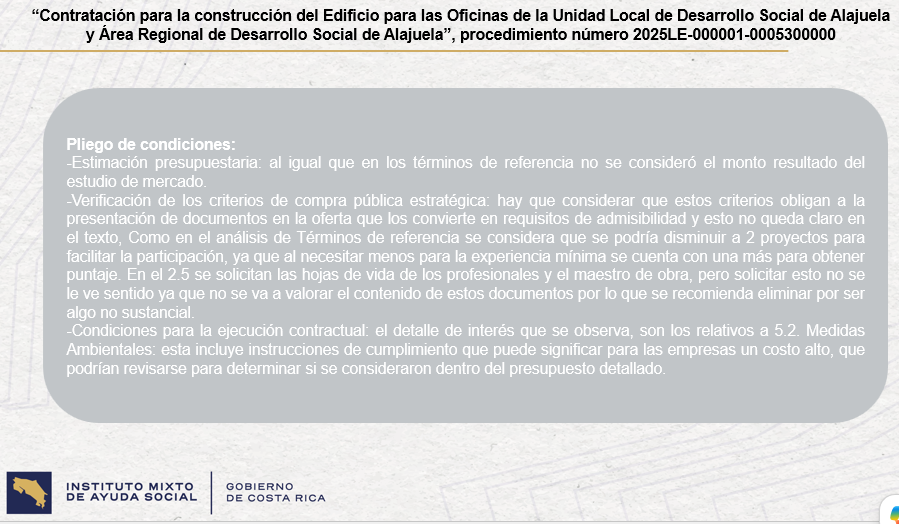 “Contratación para la construcción del Edificio para las Oficinas de la Unidad Local de Desarrollo Social de Alajuela
y Área Regional de Desarrollo Social de Alajuela”, procedimiento número 2025LE-000001-0005300000
Pliego de condiciones:
-Estimación presupuestaria: al igual que en los términos de referencia no se consideró el monto resultado del
estudio de mercado.
-Verificación de los criterios de compra pública estratégica: hay que considerar que estos criterios obligan a la
presentación de documentos en la oferta que los convierte en requisitos de admisibilidad y esto no queda claro en
el texto, Como en el análisis de Términos de referencia se considera que se podría disminuir a 2 proyectos para
facilitar la participación, ya que al necesitar menos para la experiencia mínima se cuenta con una más para obtener
puntaje. En el 2.5 se solicitan las hojas de vida de los profesionales y el maestro de obra, pero solicitar esto no se
le ve sentido ya que no se va a valorar el contenido de estos documentos por lo que se recomienda eliminar por ser
algo no sustancial.
-Condiciones para la ejecución contractual: el detalle de interés que se observa, son los relativos a 5.2. Medidas
Ambientales: esta incluye instrucciones de cumplimiento que puede significar para las empresas un costo alto, que
podrían revisarse para determinar si se consideraron dentro del presupuesto detallado.
INSTITUTO MIXTO
DE AYUDA SOCIAL
GOBIERNO
DE COSTA RICA